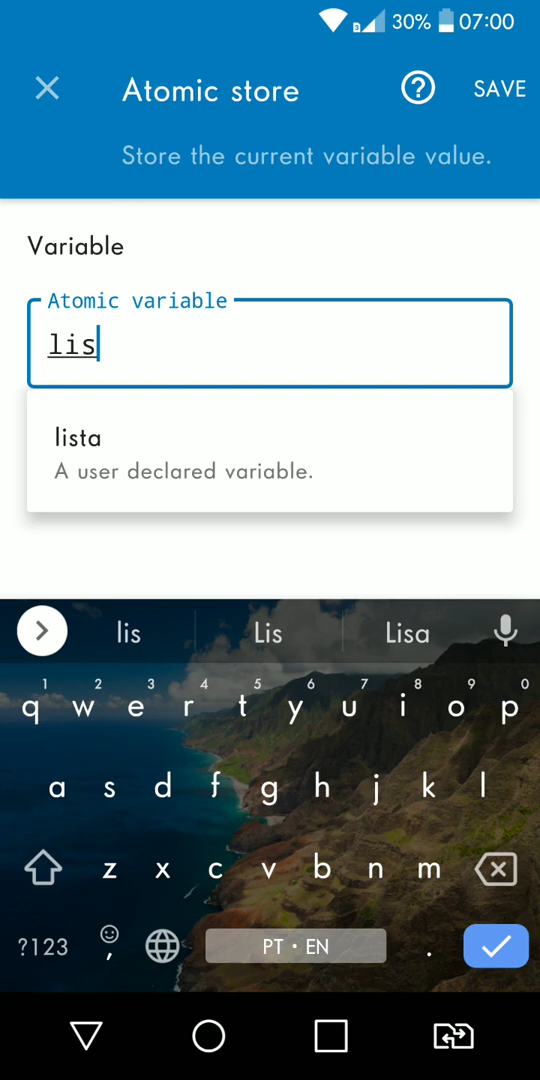 30% 07:00
Atomic store
SAVE
Store the current variable value.
Variable
Atomic variable
lis
lista
A user declared variable.
lis Lis Lisa
1 2 3 4 5 6 7 8 9 0
q w e r t y u i o p
a s d f g h j k l
z x c v b n m
?123 , PT • EN .